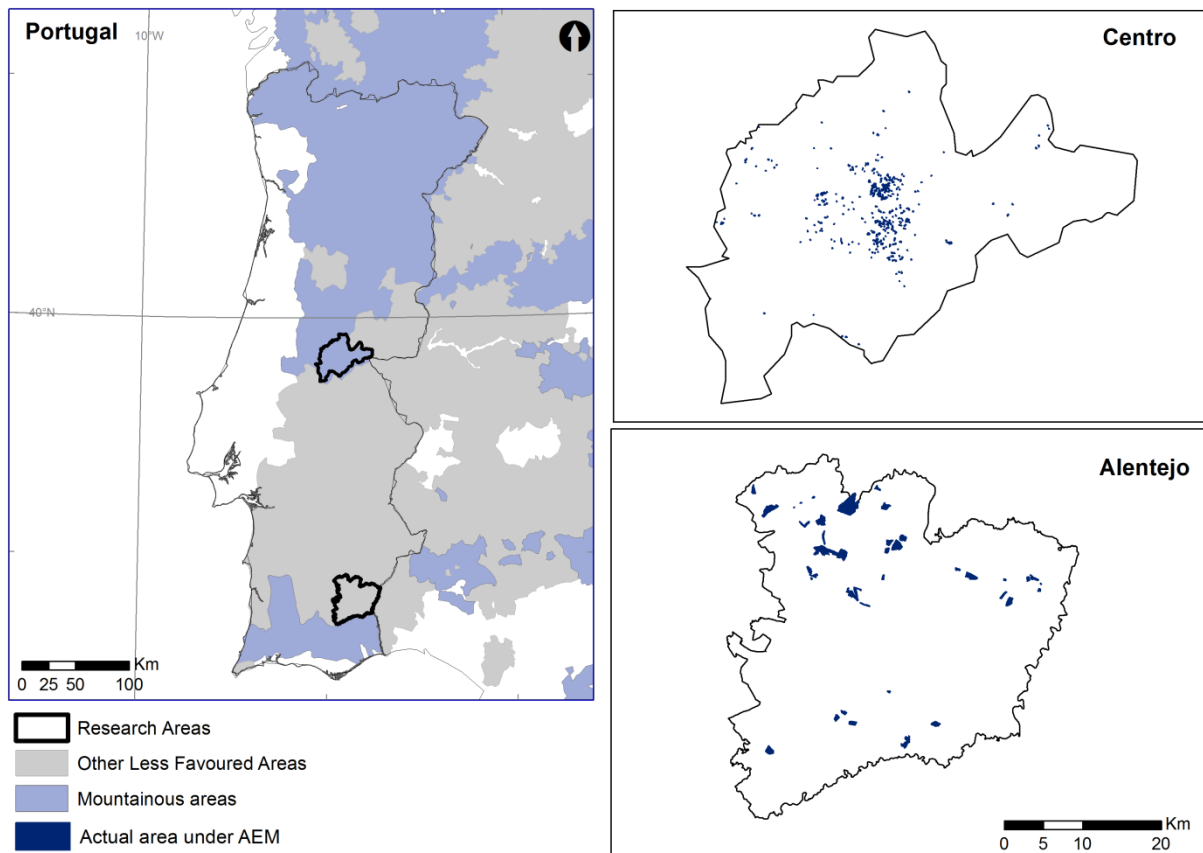 Portugal
10°W
40°N
Km
0 25 50 100
Research Areas
Other Less Favoured Areas
Mountainous areas
Actual area under AEM
Centro
Alentejo
Km
0 5 10 20